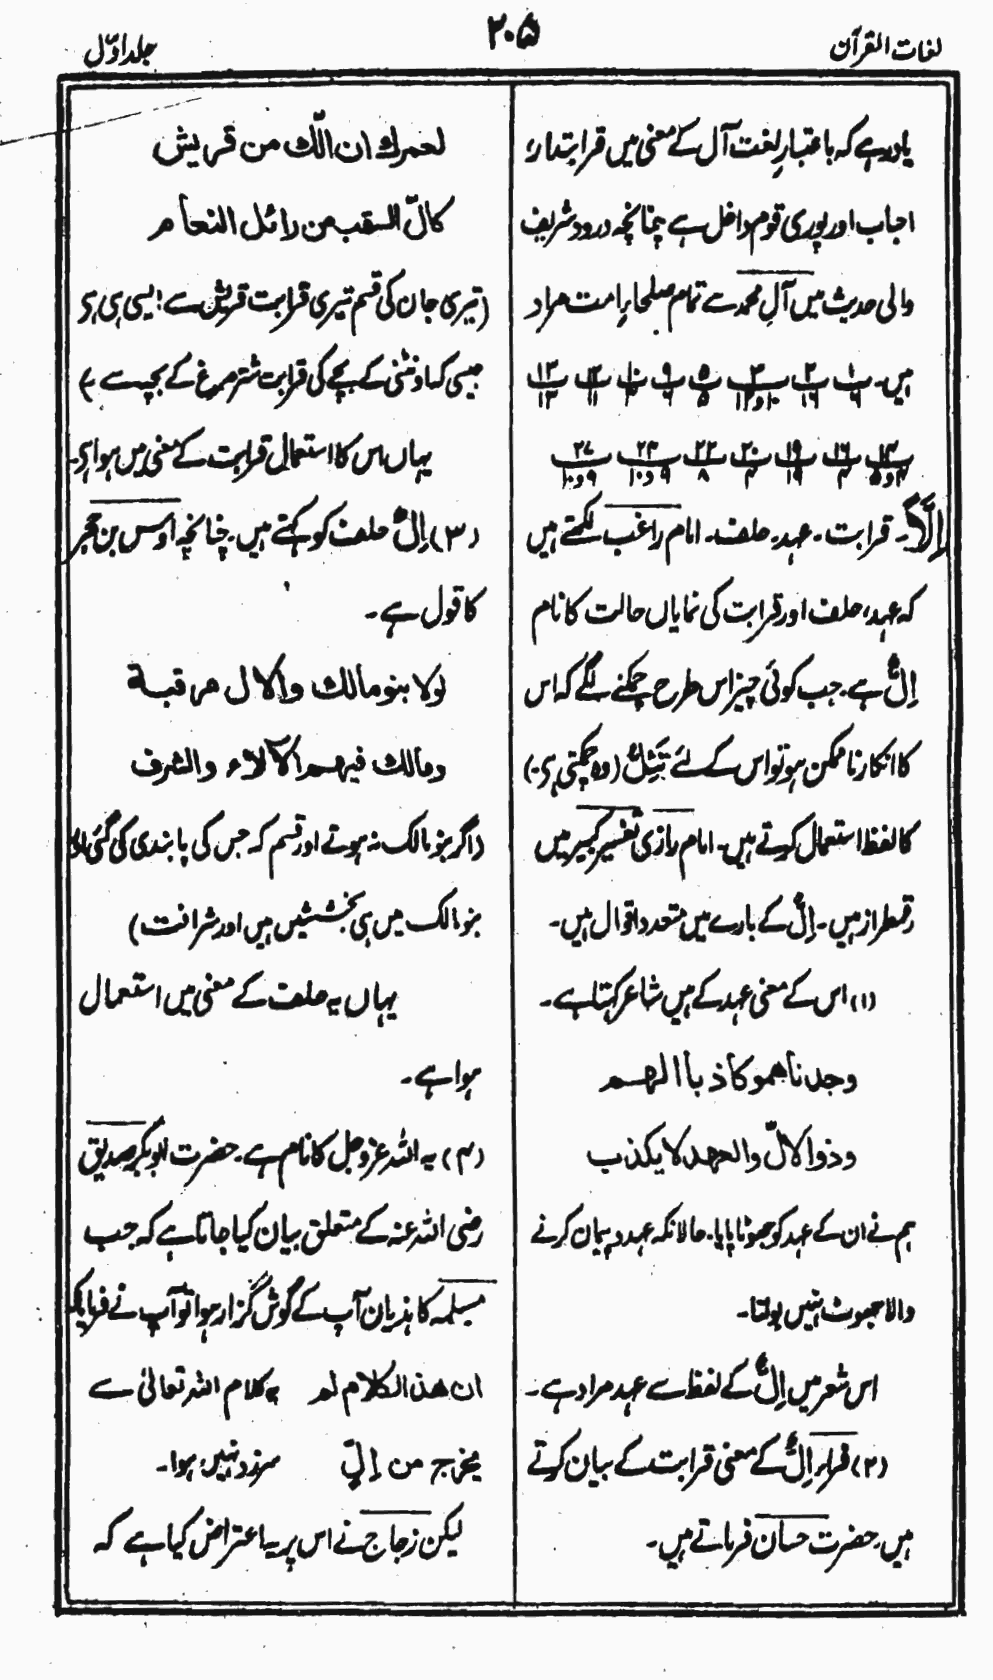 لغات القرآن
۲۰۵
جلد اوّل
یاد رہے کہ باعتبارِ لغت آل کے معنی میں قرابتدار،
احباب اور پوری قوم داخل ہے چنانچہ درود شریف
والی حدیث میں آلِ محمد سے تمام صلحاءِ امت مراد
ہیں۔
اِلًّا۔ قرابت۔ عہد۔ حلف۔ امام راغب لکھتے ہیں
کہ عہد، حلف اور قرابت کی نمایاں حالت کا نام
اِلٌّ ہے۔ جب کوئی چیز اس طرح چمکنے لگے کہ اس
کا انکار ناممکن ہو تو اس کے لئے تَئِلُّ (وہ چمکتی ہے۔)
کا لفظ استعمال کرتے ہیں۔ امام رازی تفسیر کبیر میں
رقمطراز ہیں۔ اِلٌّ کے بارے میں متعدد اقوال ہیں۔
(۱) اس کے معنی عہد کے ہیں شاعر کہتا ہے۔
وجدناهمو كاذبا الهم
وذو الالّ والعهد لا يكذب
ہم نے ان کے عہد کو جھوٹا پایا۔ حالانکہ عہد و پیمان کرنے
والا جھوٹ نہیں بولتا۔
اس شعر میں اِلٌّ کے لفظ سے عہد مراد ہے۔
(۲) فراء اِلٌّ کے معنی قرابت کے بیان کرتے
ہیں۔ حضرت حسان فرماتے ہیں۔
لعمرك ان الّك من قريش
كالّ السقب من رائل النعام
(تیری جان کی قسم تیری قرابت قریش سے ایسی ہی ہے
جیسی کہ اونٹنی کے بچے کی قرابت شتر مرغ کے بچہ سے۔)
یہاں اس کا استعمال قرابت کے معنی میں ہوا ہے۔
(۳) اِلٌّ حلف کو کہتے ہیں۔ چنانچہ اوس بن حجر
کا قول ہے۔
لولا بنو مالك والال مرقبة
ومالك فيهم الآلاء والشرف
(اگر بنو مالک نہ ہوتے اور قسم کہ جس کی پابندی کی گئی اور
بنو مالک میں ہی بخششیں ہیں اور شرافت۔)
یہاں یہ حلف کے معنی میں استعمال
ہوا ہے۔
(۴) یہ اللہ عزوجل کا نام ہے۔ حضرت ابوبکر صدیق
رضی اللہ عنہ کے متعلق بیان کیا جاتا ہے کہ جب
مسیلمہ کا ہذیان آپ کے گوش گزار ہوا تو آپ نے فرمایا کہ
ان هذا الكلام لم یہ کلام اللہ تعالیٰ سے
يخرج من اِلٍّ سرزد نہیں ہوا۔
لیکن زجاج نے اس پر یہ اعتراض کیا ہے کہ